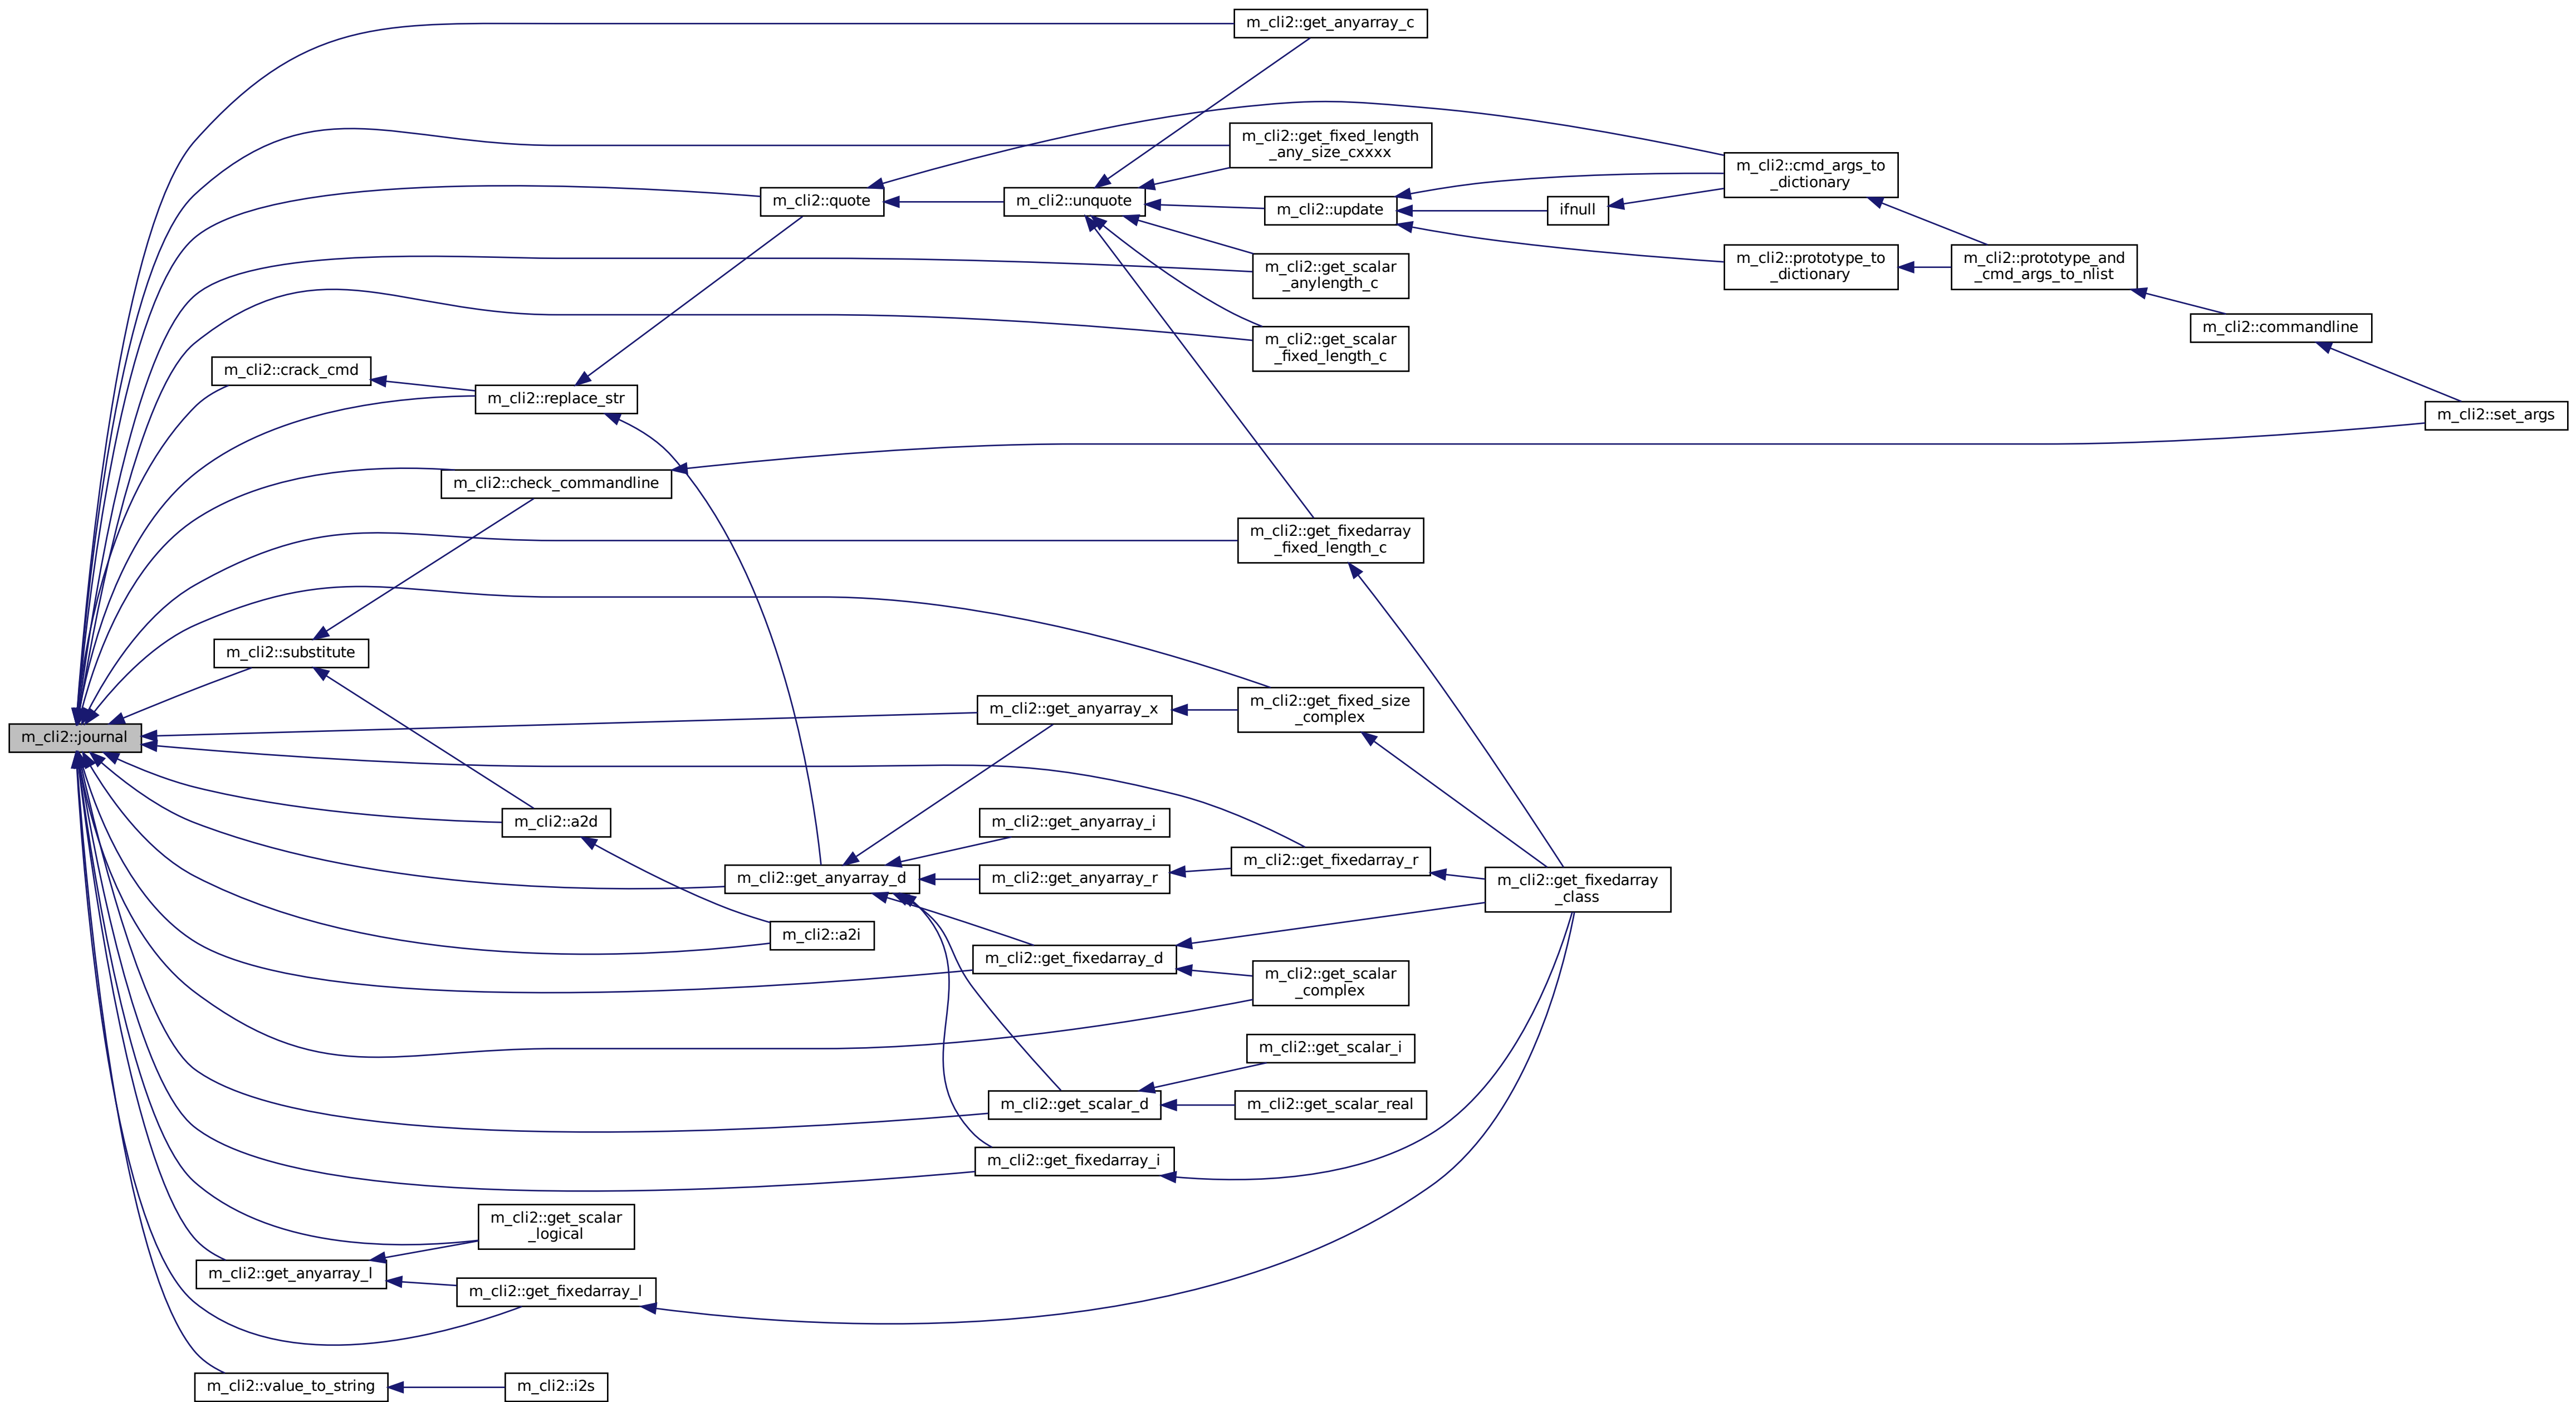 m_cli2::get_anyarray_c
m_cli2::get_fixed_length
_any_size_cxxxx
m_cli2::cmd_args_to
_dictionary
m_cli2::quote
m_cli2::unquote
m_cli2::update
ifnull
m_cli2::prototype_to
_dictionary
m_cli2::prototype_and
_cmd_args_to_nlist
m_cli2::get_scalar
_anylength_c
m_cli2::commandline
m_cli2::get_scalar
_fixed_length_c
m_cli2::crack_cmd
m_cli2::replace_str
m_cli2::set_args
m_cli2::check_commandline
m_cli2::get_fixedarray
_fixed_length_c
m_cli2::substitute
m_cli2::get_anyarray_x
m_cli2::get_fixed_size
_complex
m_cli2::journal
m_cli2::a2d
m_cli2::get_anyarray_i
m_cli2::get_fixedarray_r
m_cli2::get_anyarray_d
m_cli2::get_anyarray_r
m_cli2::get_fixedarray
_class
m_cli2::a2i
m_cli2::get_fixedarray_d
m_cli2::get_scalar
_complex
m_cli2::get_scalar_i
m_cli2::get_scalar_d
m_cli2::get_scalar_real
m_cli2::get_fixedarray_i
m_cli2::get_scalar
_logical
m_cli2::get_anyarray_l
m_cli2::get_fixedarray_l
m_cli2::value_to_string
m_cli2::i2s